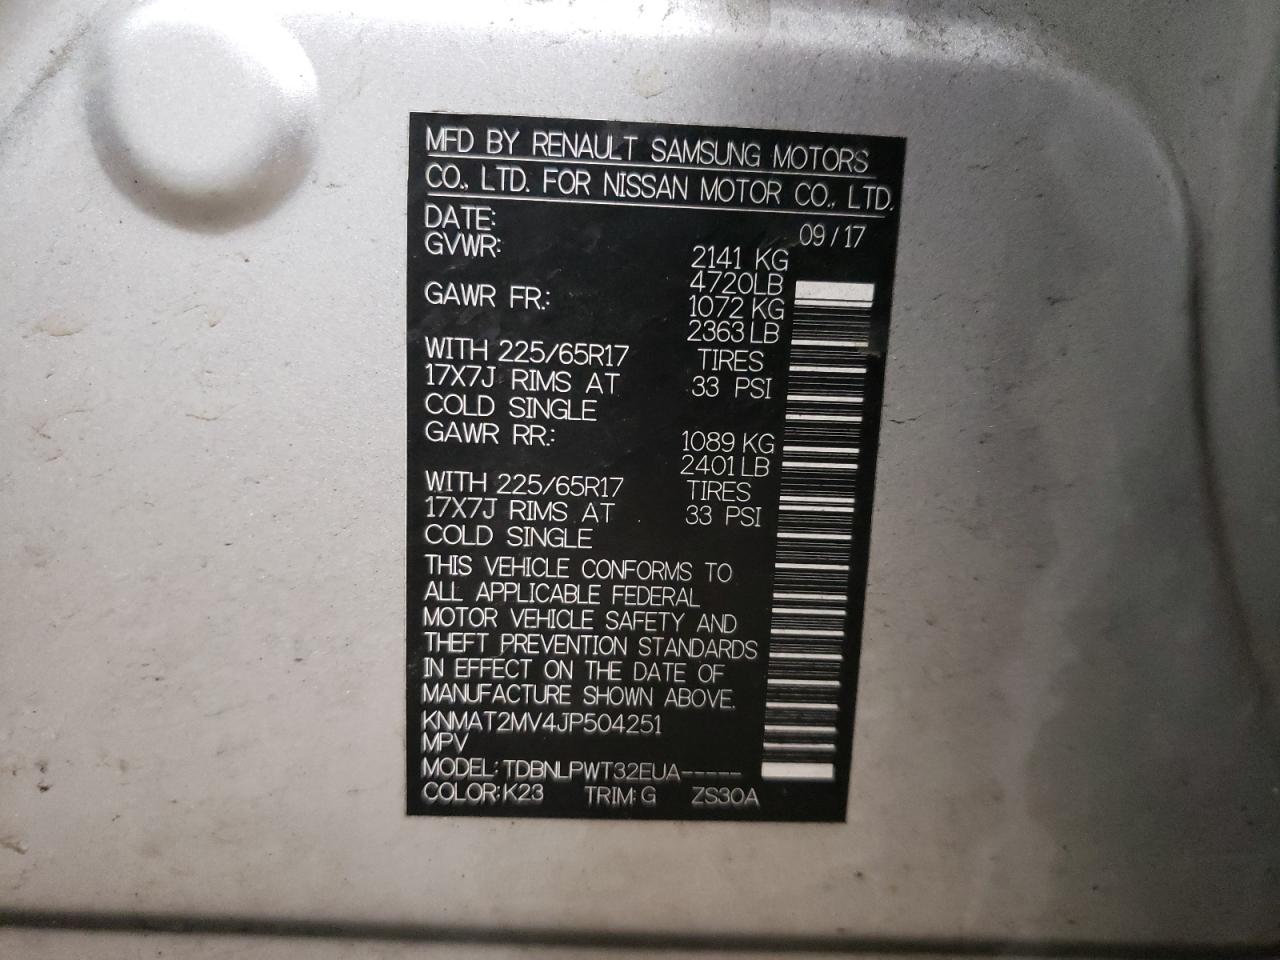 MFD BY RENAULT SAMSUNG MOTORS
CO., LTD. FOR NISSAN MOTOR CO., LTD.
DATE: 09/17
GVWR: 2141 KG
4720LB
GAWR FR.: 1072 KG
2363 LB
WITH 225/65R17 TIRES
17X7J RIMS AT 33 PSI
COLD SINGLE
GAWR RR.: 1089 KG
2401 LB
WITH 225/65R17 TIRES
17X7J RIMS AT 33 PSI
COLD SINGLE
THIS VEHICLE CONFORMS TO
ALL APPLICABLE FEDERAL
MOTOR VEHICLE SAFETY AND
THEFT PREVENTION STANDARDS
IN EFFECT ON THE DATE OF
MANUFACTURE SHOWN ABOVE.
KNMAT2MV4JP504251
MPV
MODEL: TDBNLPWT32EUA-----
COLOR: K23 TRIM: G ZS30A